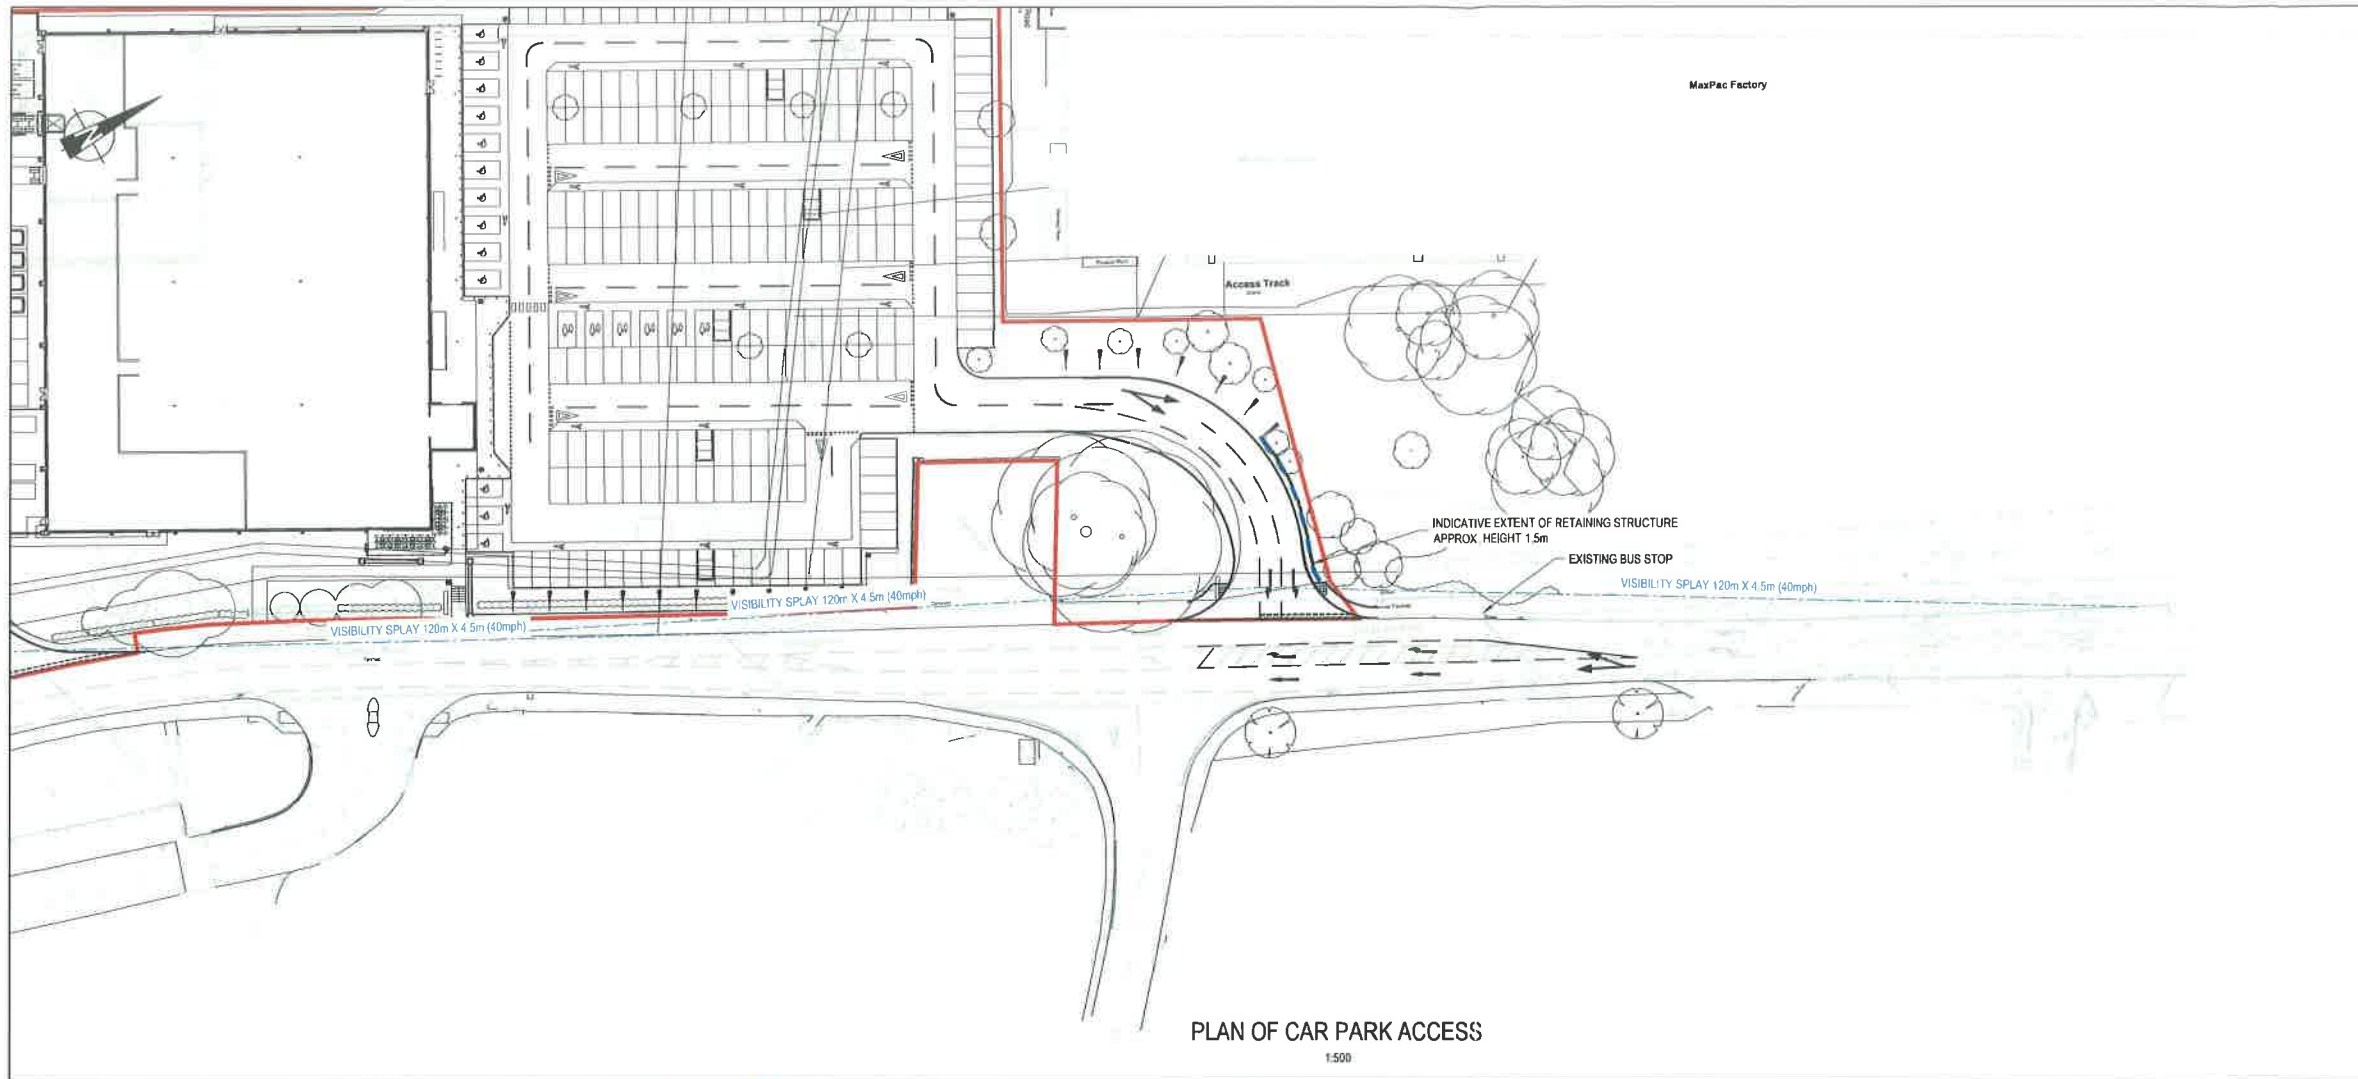 MaxPac Factory
Access Track
INDICATIVE EXTENT OF RETAINING STRUCTURE
APPROX. HEIGHT 1.5m
EXISTING BUS STOP
VISIBILITY SPLAY 120m X 4.5m (40mph)
VISIBILITY SPLAY 120m X 4.5m (40mph)
VISIBILITY SPLAY 120m X 4.5m (40mph)
PLAN OF CAR PARK ACCESS
1:500